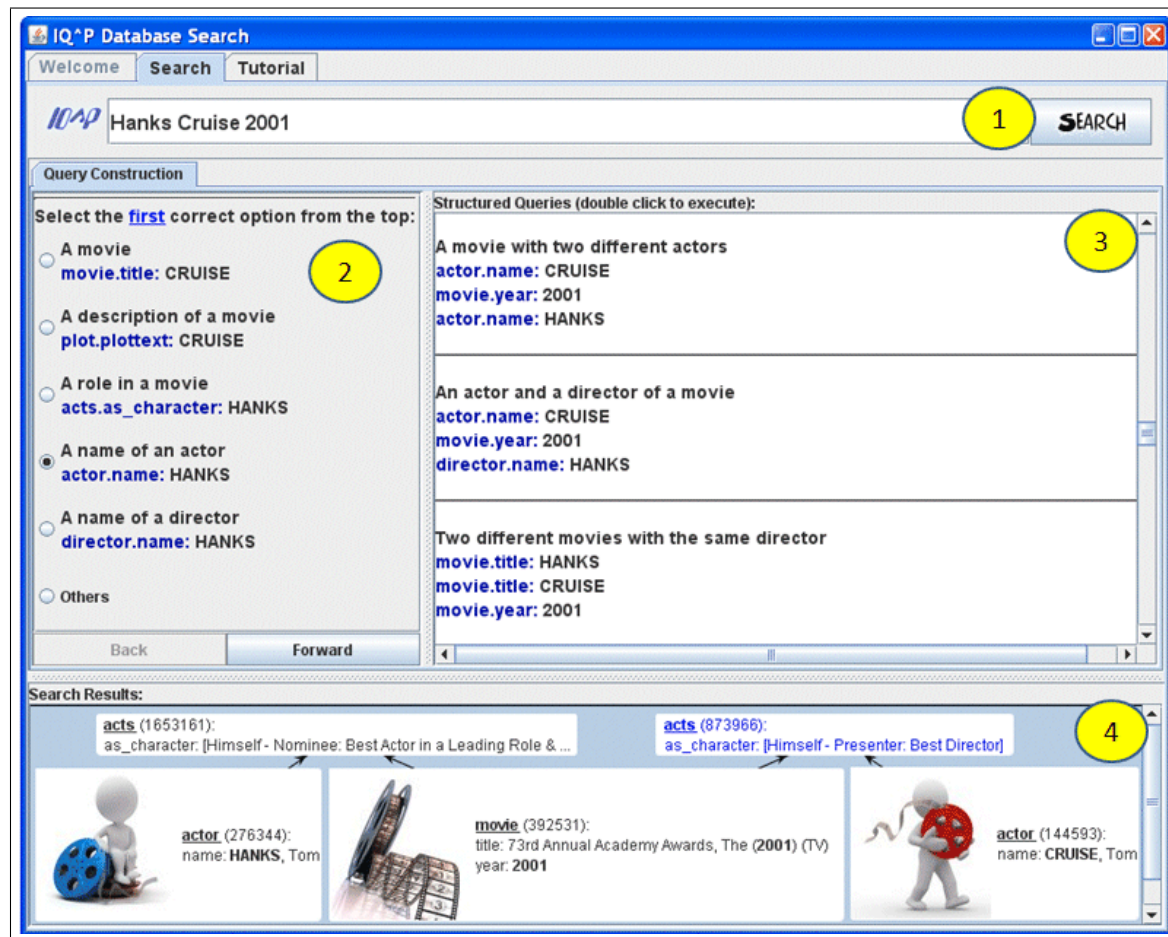 IQ^P Database Search
Welcome Search Tutorial
IQ^P Hanks Cruise 2001 1 SEARCH
Query Construction
Select the first correct option from the top:
A movie
movie.title: CRUISE
2
A description of a movie
plot.plottext: CRUISE
A role in a movie
acts.as_character: HANKS
A name of an actor
actor.name: HANKS
A name of a director
director.name: HANKS
Others
Back Forward
Structured Queries (double click to execute):
3
A movie with two different actors
actor.name: CRUISE
movie.year: 2001
actor.name: HANKS
An actor and a director of a movie
actor.name: CRUISE
movie.year: 2001
director.name: HANKS
Two different movies with the same director
movie.title: HANKS
movie.title: CRUISE
movie.year: 2001
Search Results:
acts (1653161):
as_character: [Himself - Nominee: Best Actor in a Leading Role & ...
acts (873966):
as_character: [Himself - Presenter: Best Director]
4
actor (276344):
name: HANKS, Tom
movie (392531):
title: 73rd Annual Academy Awards, The (2001) (TV)
year: 2001
actor (144593):
name: CRUISE, Tom